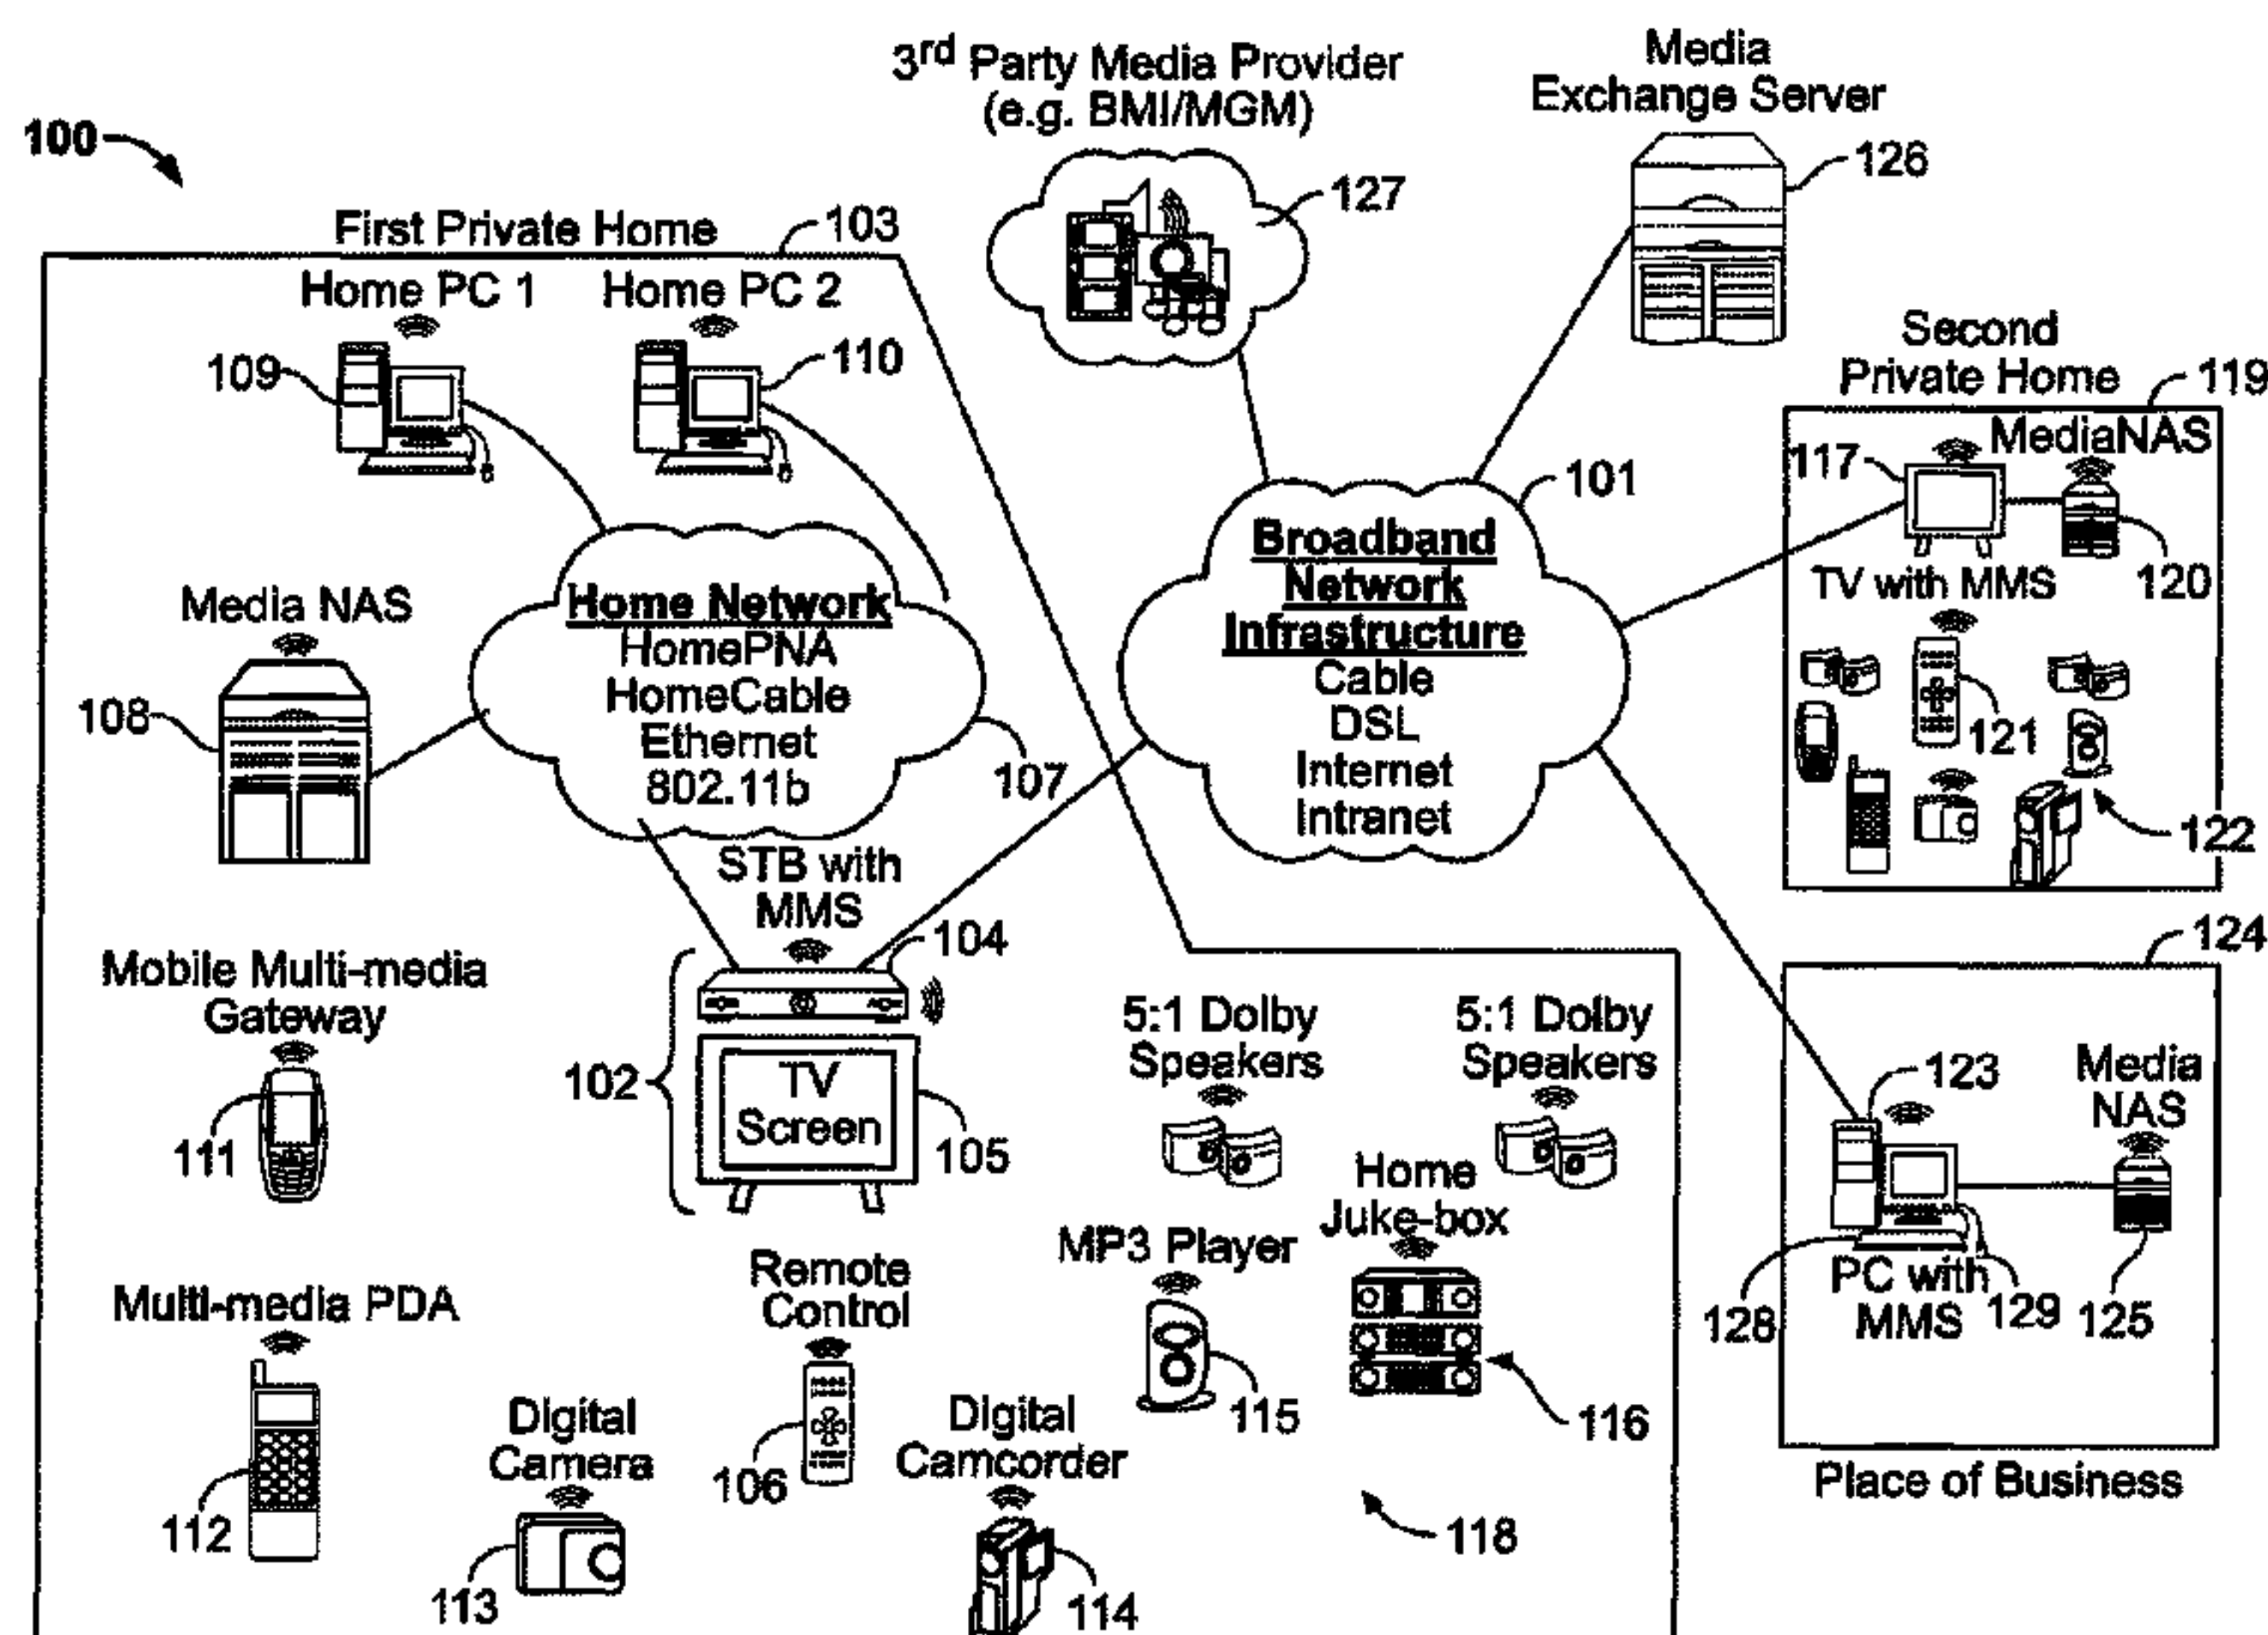 3rd Party Media Provider
(e.g. BMI/MGM)
Media
Exchange Server
100
127
126
First Private Home
103
Home PC 1
Home PC 2
109
110
Second
Private Home
119
117
MediaNAS
120
TV with MMS
121
122
101
Broadband
Network
Infrastructure
Cable
DSL
Internet
Intranet
Media NAS
108
Home Network
HomePNA
HomeCable
Ethernet
802.11b
107
STB with
MMS
104
102
TV
Screen
105
Mobile Multi-media
Gateway
111
5:1 Dolby
Speakers
5:1 Dolby
Speakers
124
123
Media
NAS
128
PC with
MMS
129
125
Place of Business
Multi-media PDA
112
Digital
Camera
113
Remote
Control
106
Digital
Camcorder
114
MP3 Player
115
Home
Juke-box
116
118